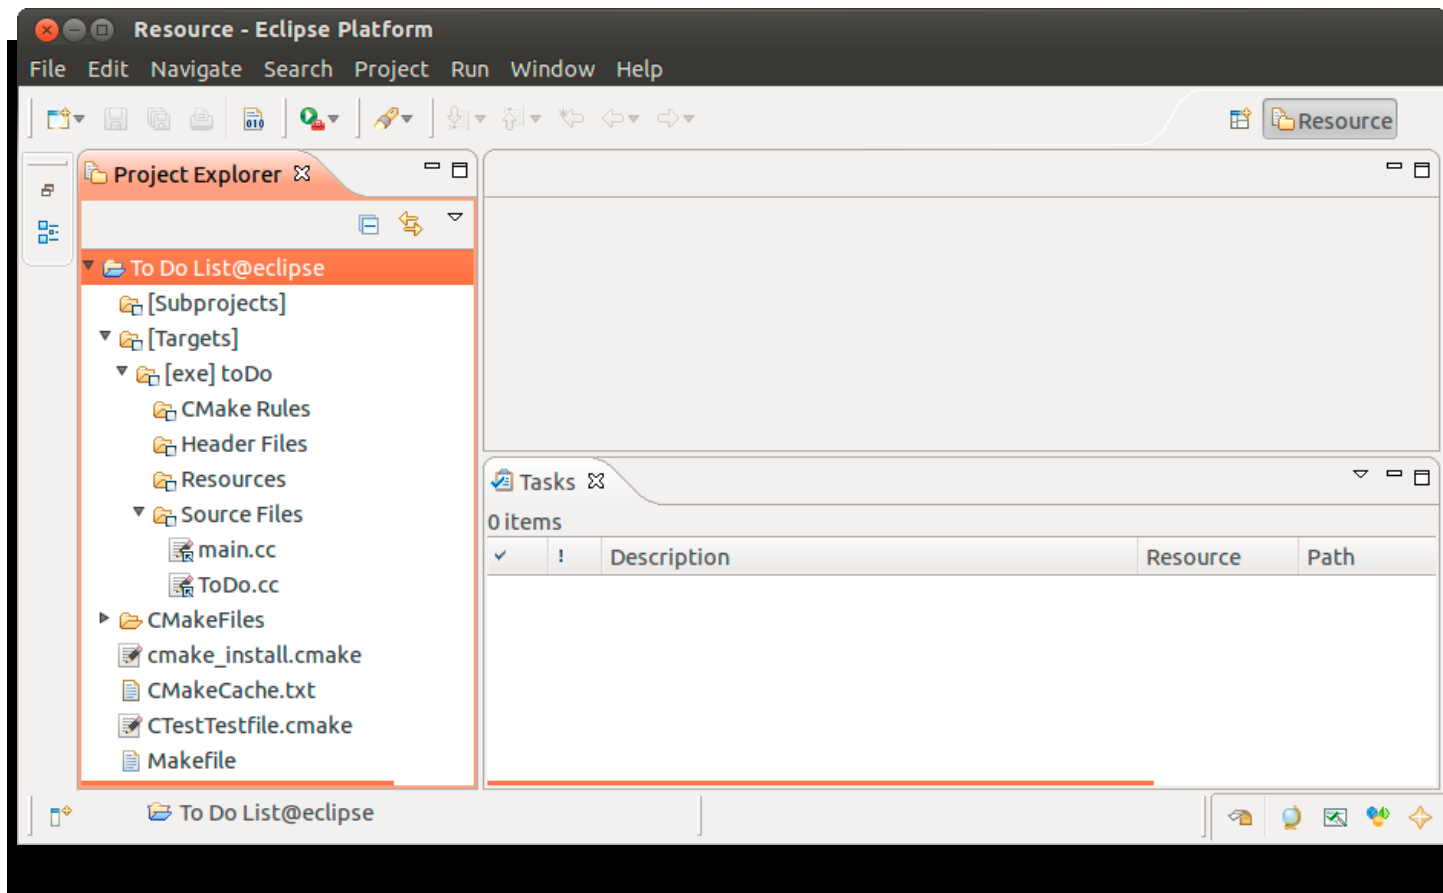 Resource - Eclipse Platform
File Edit Navigate Search Project Run Window Help
010
Resource
Project Explorer
To Do List@eclipse
[Subprojects]
[Targets]
[exe] toDo
CMake Rules
Header Files
Resources
Source Files
main.cc
ToDo.cc
CMakeFiles
cmake_install.cmake
CMakeCache.txt
CTestTestfile.cmake
Makefile
Tasks
0 items
! Description Resource Path
To Do List@eclipse